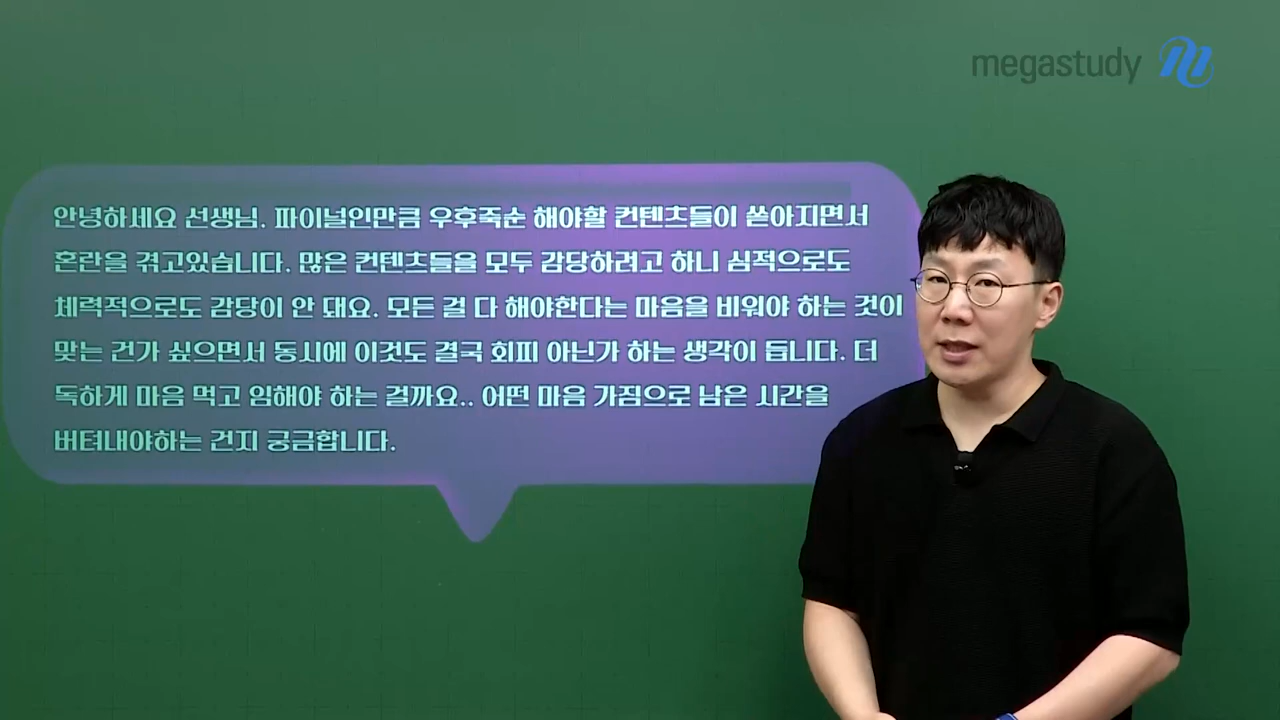 megastudy
안녕하세요 선생님. 파이널인만큼 우후죽순 해야할 컨텐츠들이 쏟아지면서
혼란을 겪고있습니다. 많은 컨텐츠들을 모두 감당하려고 하니 심적으로도
체력적으로도 감당이 안 돼요. 모든 걸 다 해야한다는 마음을 비워야 하는 것이
맞는 건가 싶으면서 동시에 이것도 결국 회피 아닌가 하는 생각이 듭니다. 더
독하게 마음 먹고 임해야 하는 걸까요.. 어떤 마음 가짐으로 남은 시간을
버텨내야하는 건지 궁금합니다.